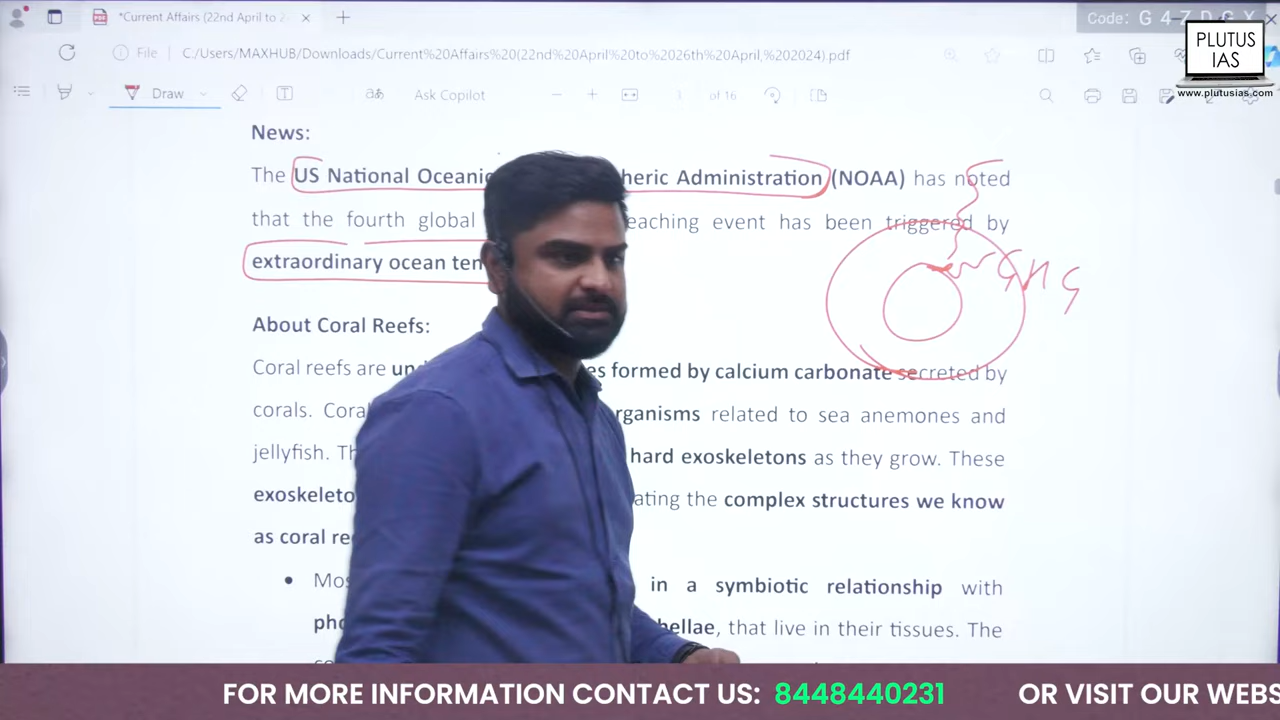 *Current Affairs (22nd April to 2
Code: G 4 7 D G X
PLUTUS
IAS
www.plutusias.com
File
C:/Users/MAXHUB/Downloads/Current%20Affairs%20(22nd%20April%20to%2026th%20April,%202024).pdf
Draw
Ask Copilot
1 of 16
News:
The US National Oceanic heric Administration (NOAA) has noted
that the fourth global eaching event has been triggered by
extraordinary ocean ten
GHG
About Coral Reefs:
Coral reefs are un es formed by calcium carbonate secreted by
corals. Cora rganisms related to sea anemones and
jellyfish. Th hard exoskeletons as they grow. These
exoskeleto ating the complex structures we know
as coral re
• Mos in a symbiotic relationship with
pho ellae, that live in their tissues. The
FOR MORE INFORMATION CONTACT US: 8448440231 OR VISIT OUR WEBS